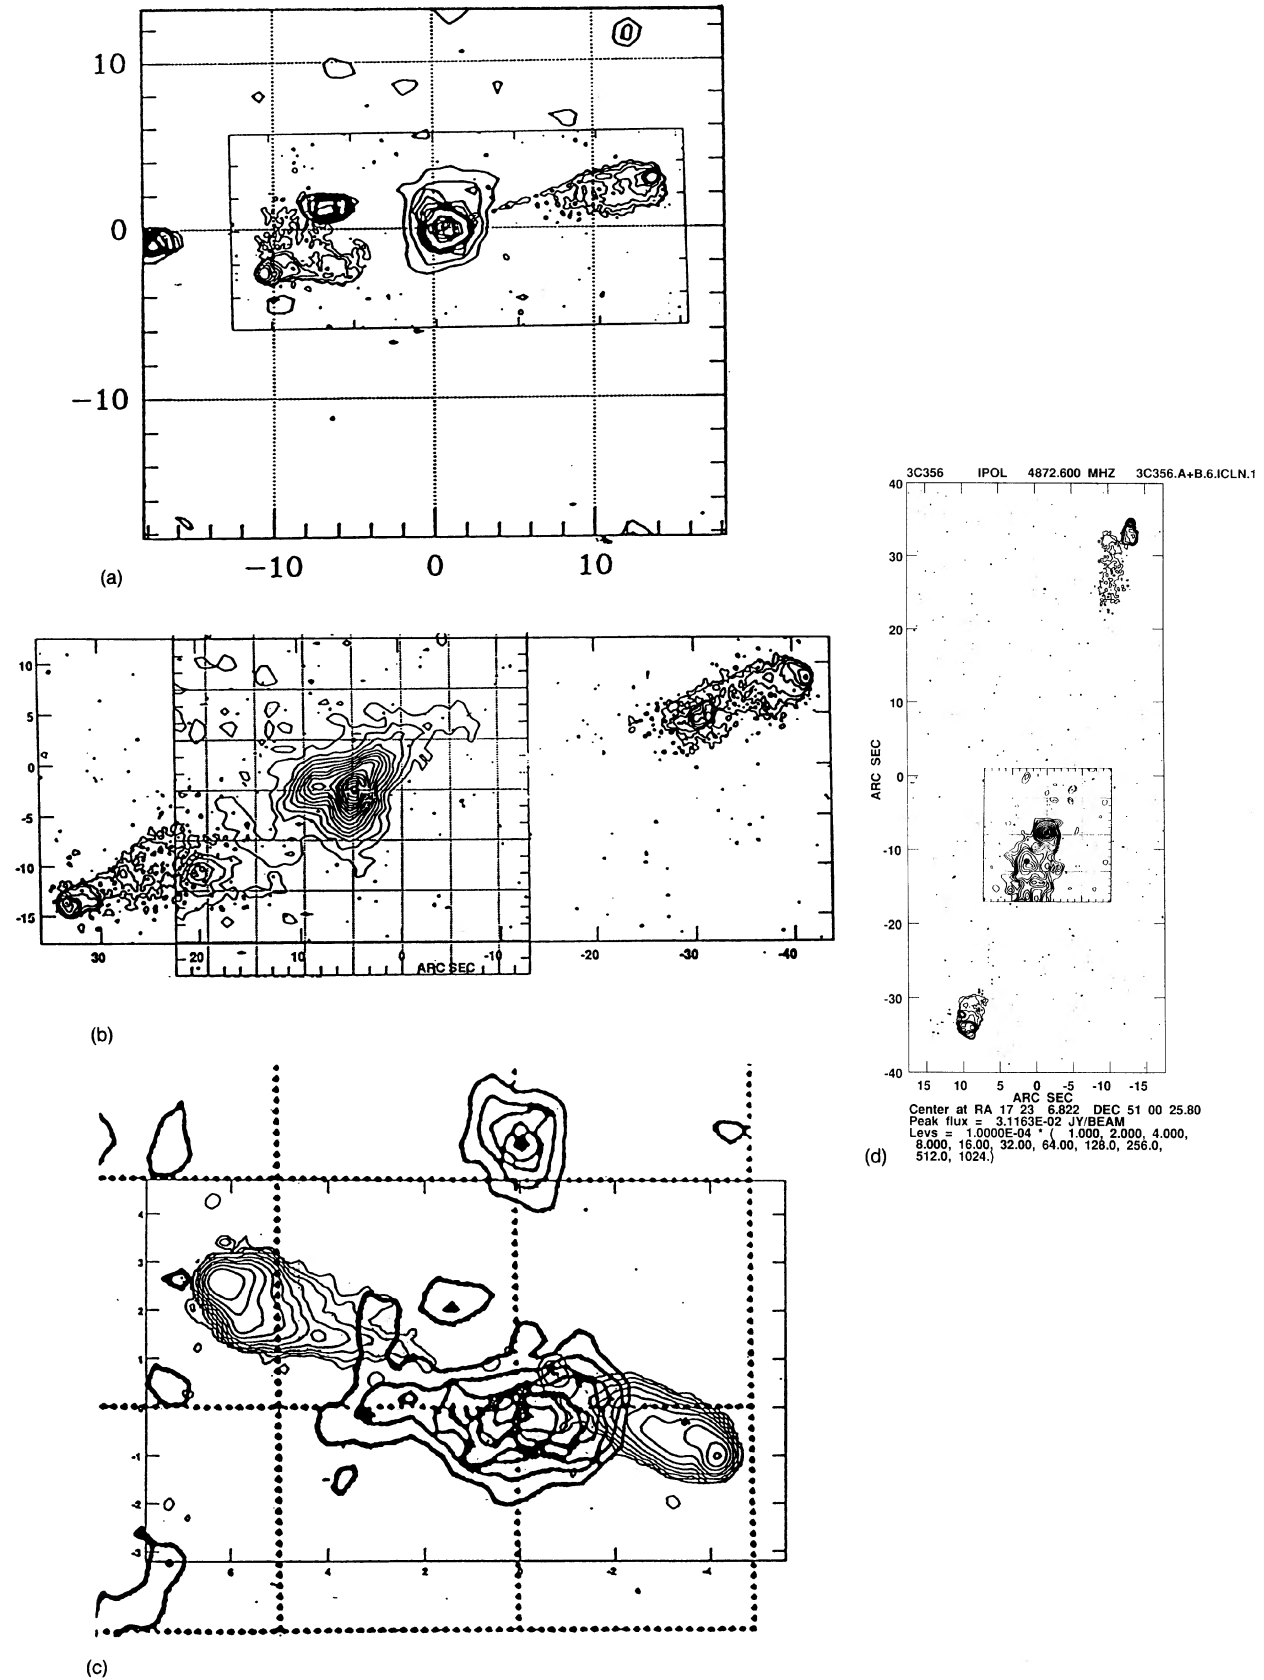 10
0
-10
-10 0 10
(a)
3C356 IPOL 4872.600 MHZ 3C356.A+B.6.ICLN.1
40
30
20
10
0
-10
-20
-30
-40
ARC SEC
15 10 5 0 -5 -10 -15
ARC SEC
Center at RA 17 23 6.822 DEC 51 00 25.80
Peak flux = 3.1163E-02 JY/BEAM
Levs = 1.0000E-04 * ( 1.000, 2.000, 4.000,
8.000, 16.00, 32.00, 64.00, 128.0, 256.0,
512.0, 1024.)
(d)
10
5
0
-5
-10
-15
30 20 10 0 -10 -20 -30 -40
ARC SEC
(b)
4
3
2
1
0
-1
-2
-3
6 4 2 0 -2 -4
(c)